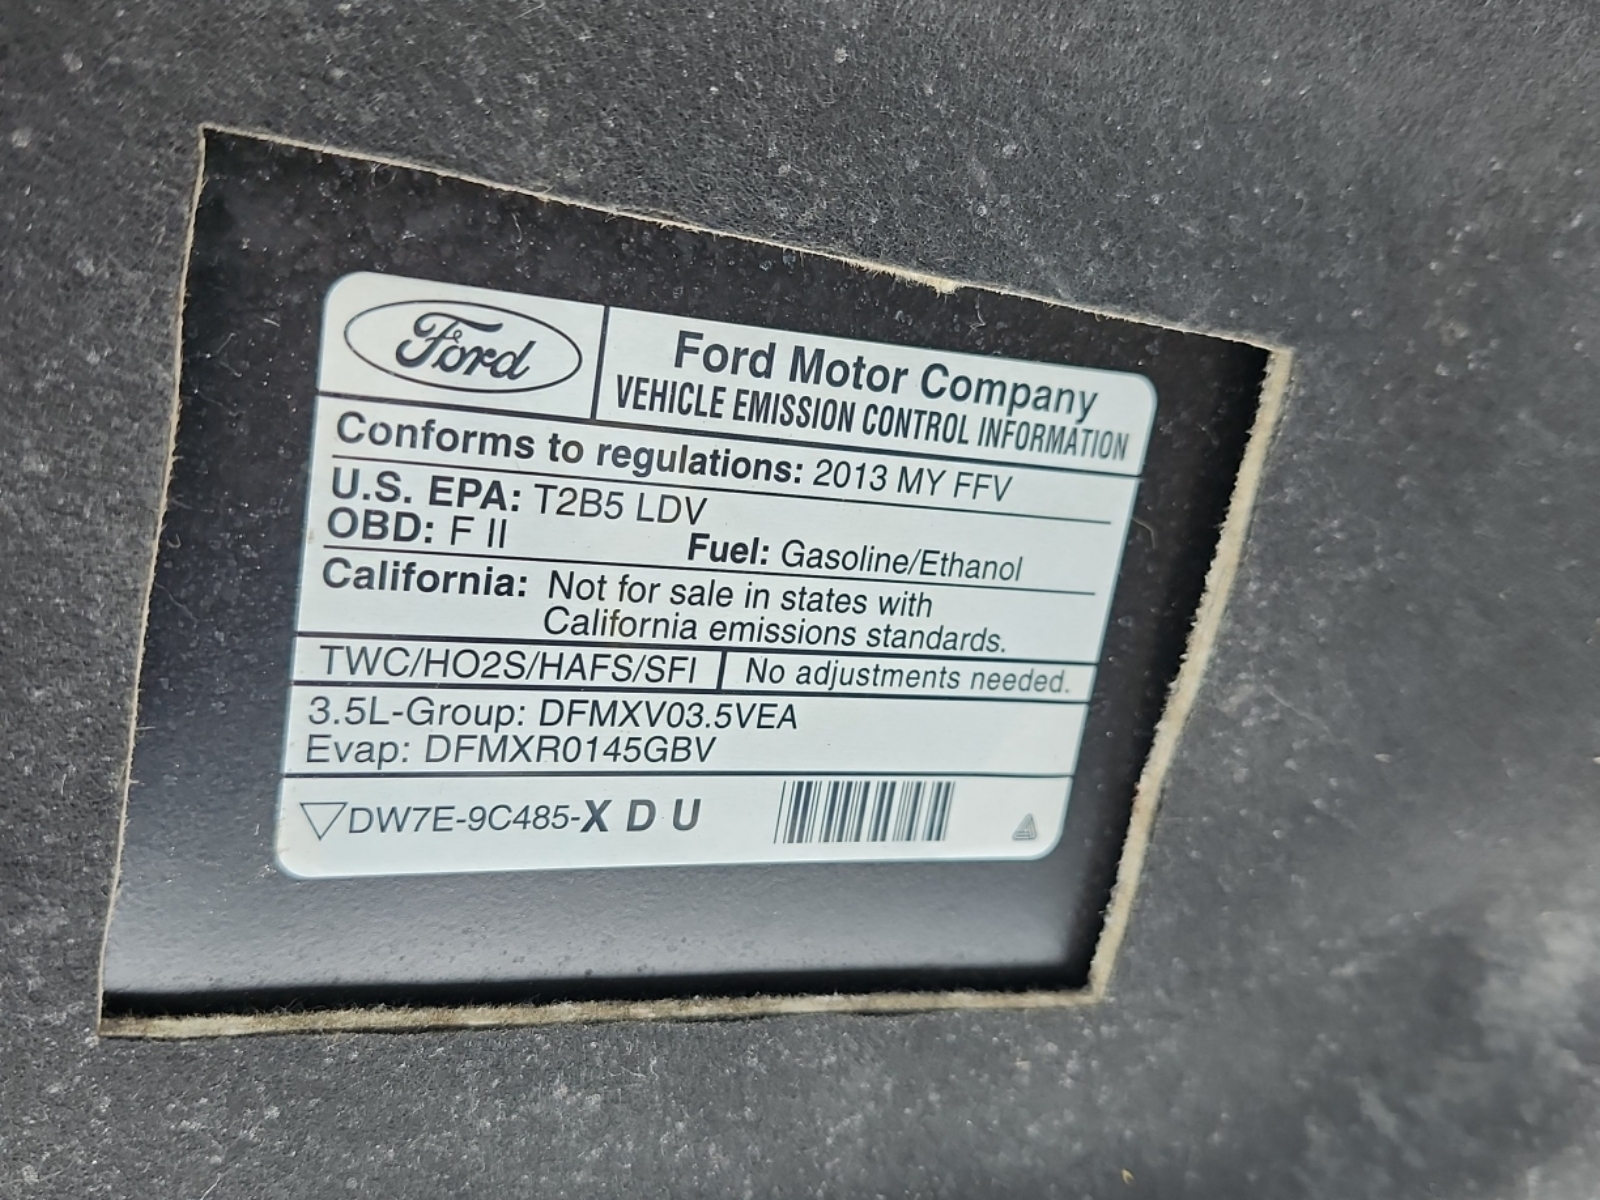 Ford
Ford Motor Company
VEHICLE EMISSION CONTROL INFORMATION
Conforms to regulations: 2013 MY FFV
U.S. EPA: T2B5 LDV
OBD: F II Fuel: Gasoline/Ethanol
California: Not for sale in states with
California emissions standards.
TWC/HO2S/HAFS/SFI No adjustments needed.
3.5L-Group: DFMXV03.5VEA
Evap: DFMXR0145GBV
DW7E-9C485-X D U